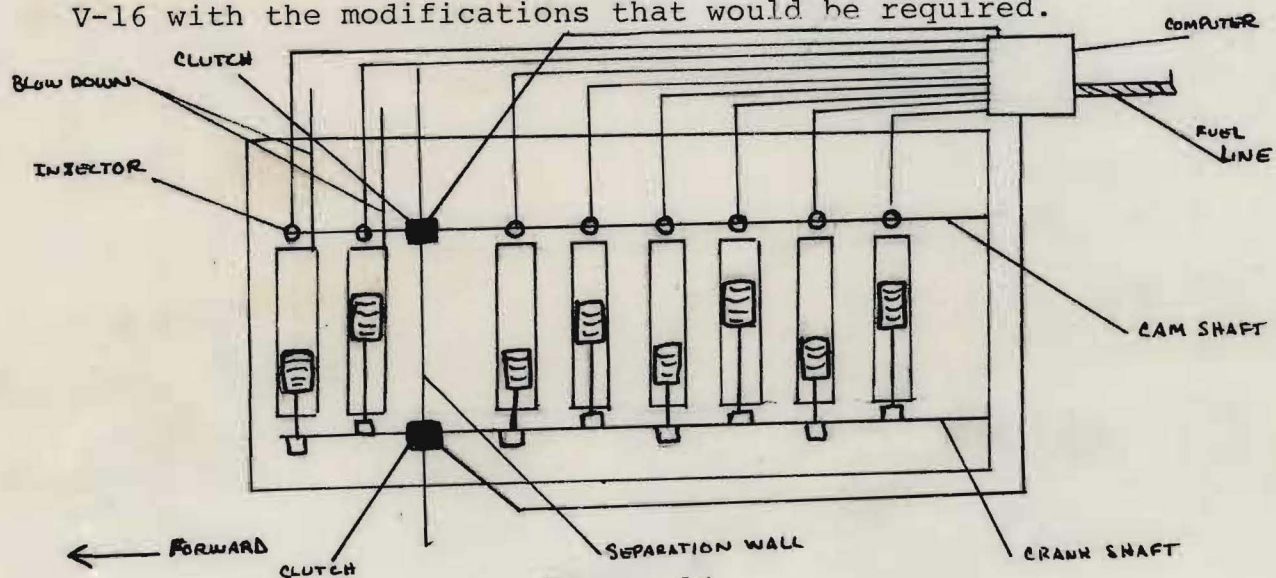 V-16 with the modifications that would be required.
COMPUTER
CLUTCH
BLOW DOWN
FUEL
LINE
INJECTOR
CAM SHAFT
FORWARD
CLUTCH
SEPARATION WALL
CRANK SHAFT